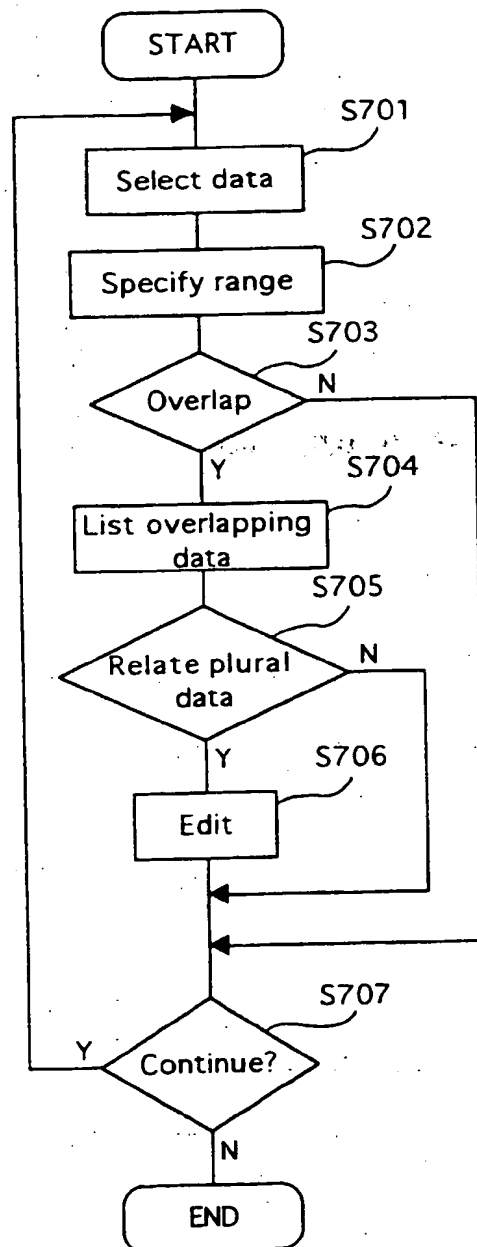 START
S701
Select data
S702
Specify range
S703
Overlap
N
Y
S704
List overlapping
data
S705
Relate plural
data
N
Y
S706
Edit
S707
Y
Continue?
N
END